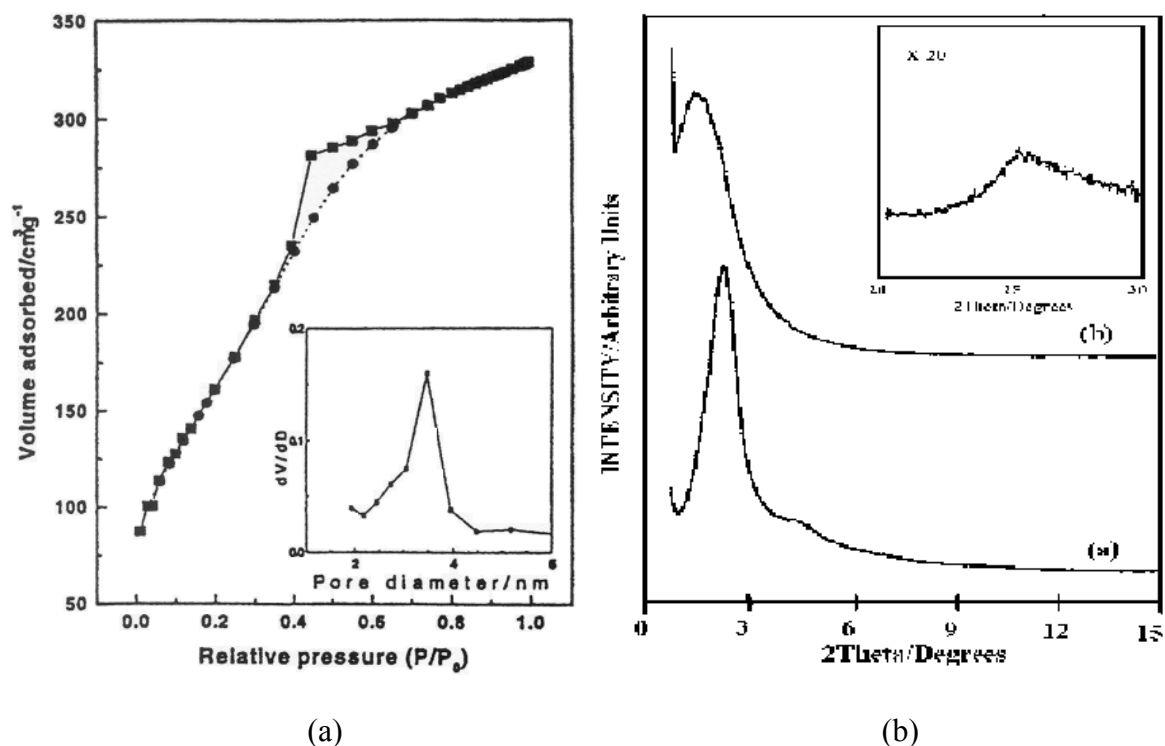 350
300
250
200
150
100
50
Volume adsorbed/cm³g⁻¹
0.0 0.2 0.4 0.6 0.8 1.0
Relative pressure (P/P₀)
0.2
0.1
0.0
dV/dD
2 4 6
Pore diameter/nm
(a)
INTENSITY/Arbitrary Units
X 20
2Theta/Degrees
(b)
(a)
0 3 6 9 12 15
2Theta/Degrees
(b)